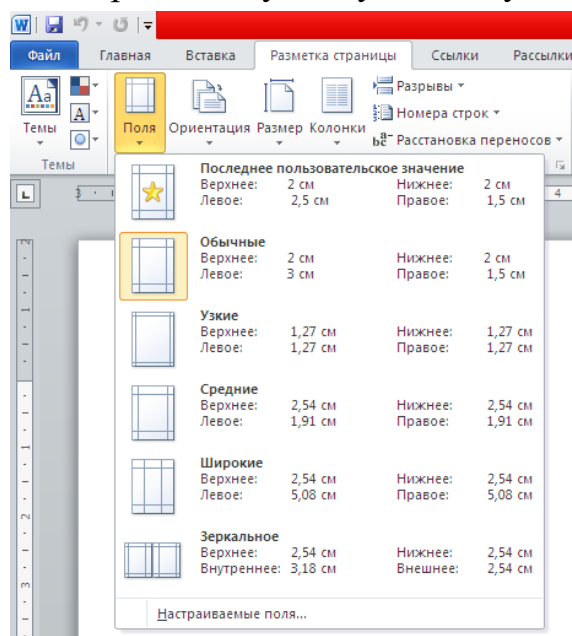 Файл Главная Вставка Разметка страницы Ссылки Рассылки
Aa
Темы
A
Поля Ориентация Размер Колонки
Разрывы
Номера строк
Расстановка переносов
Темы
3 4
Последнее пользовательское значение
Верхнее: 2 см Нижнее: 2 см
Левое: 2,5 см Правое: 1,5 см
Обычные
Верхнее: 2 см Нижнее: 2 см
Левое: 3 см Правое: 1,5 см
Узкие
Верхнее: 1,27 см Нижнее: 1,27 см
Левое: 1,27 см Правое: 1,27 см
Средние
Верхнее: 2,54 см Нижнее: 2,54 см
Левое: 1,91 см Правое: 1,91 см
Широкие
Верхнее: 2,54 см Нижнее: 2,54 см
Левое: 5,08 см Правое: 5,08 см
Зеркальное
Верхнее: 2,54 см Нижнее: 2,54 см
Внутреннее: 3,18 см Внешнее: 2,54 см
Настраиваемые поля...